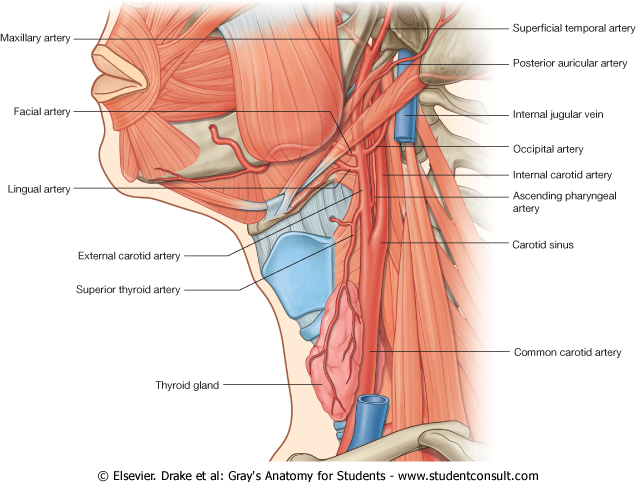 Maxillary artery
Facial artery
Lingual artery
External carotid artery
Superior thyroid artery
Thyroid gland
Superficial temporal artery
Posterior auricular artery
Internal jugular vein
Occipital artery
Internal carotid artery
Ascending pharyngeal
artery
Carotid sinus
Common carotid artery
© Elsevier. Drake et al: Gray's Anatomy for Students - www.studentconsult.com